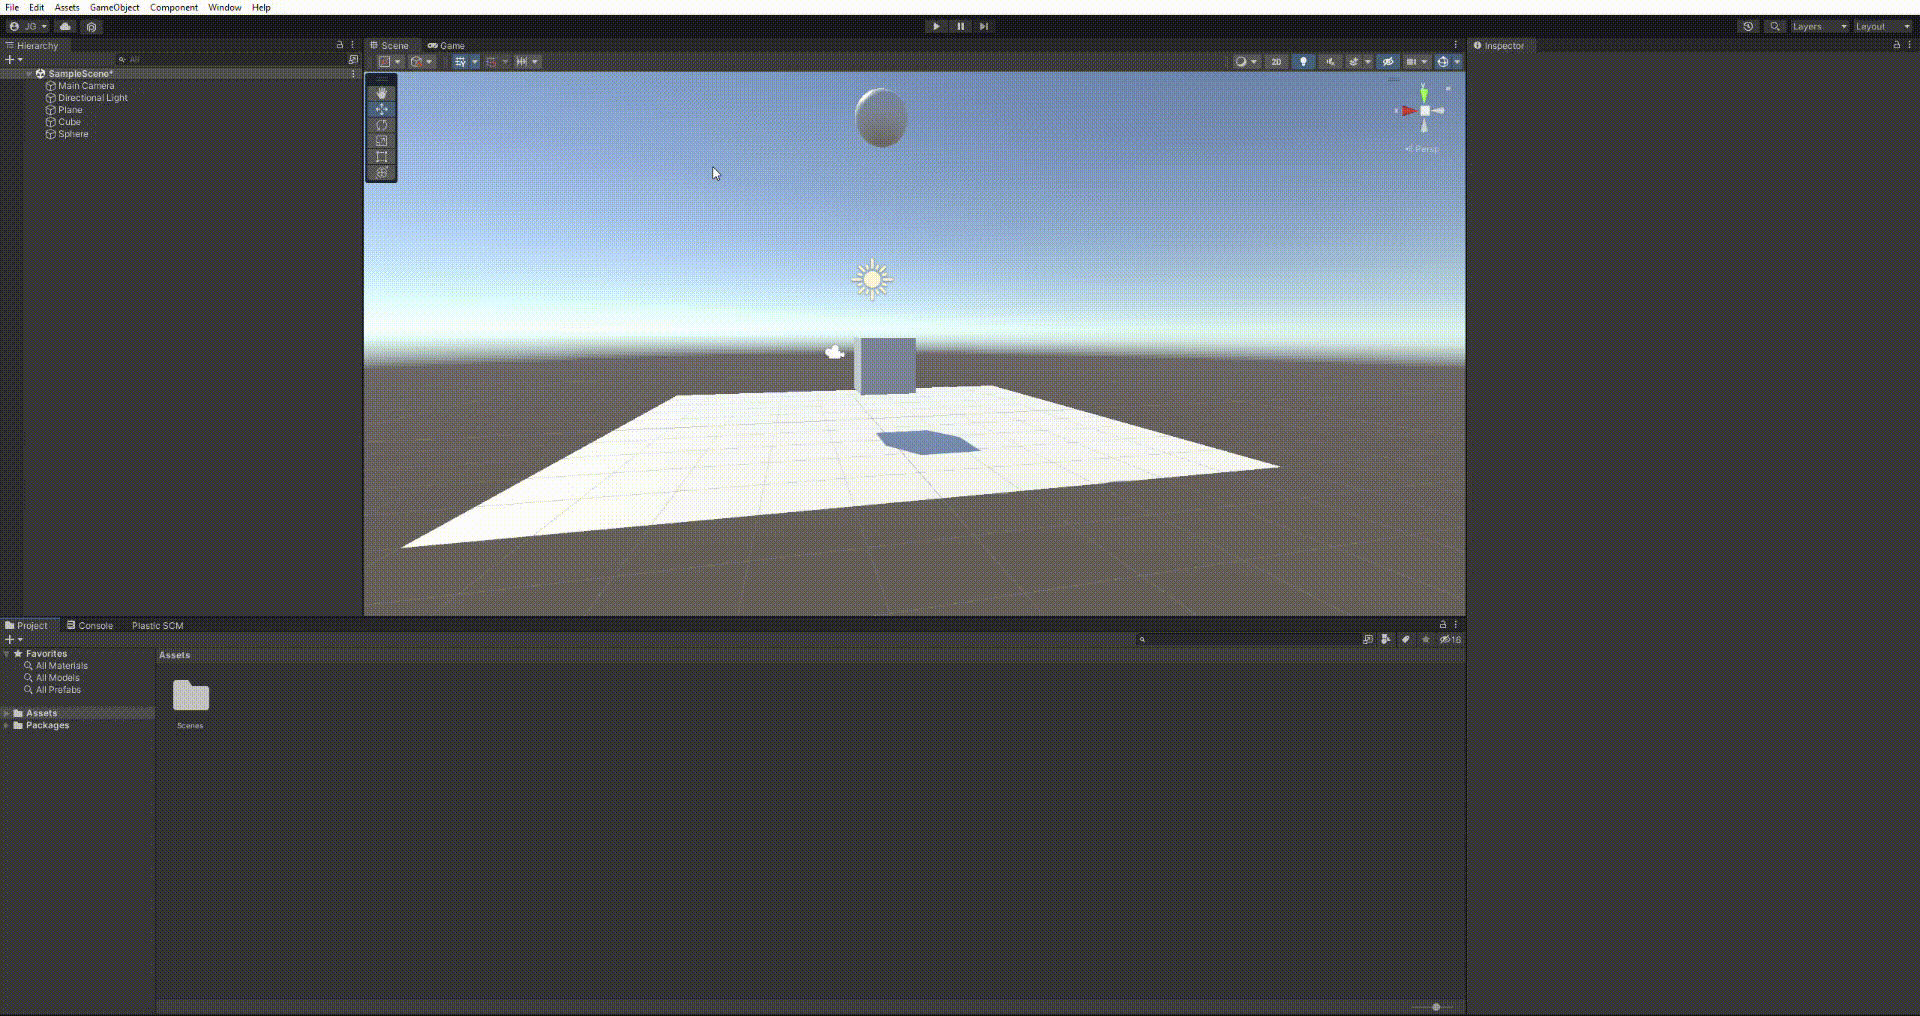 File Edit Assets GameObject Component Window Help
JG Layers Layout
Hierarchy Scene Game Inspector
All 2D
SampleScene*
Main Camera
Directional Light
Plane
Cube
Sphere
y
x
Persp
Project Console Plastic SCM
16
Favorites
All Materials
All Models
All Prefabs
Assets
Packages
Assets
Scenes